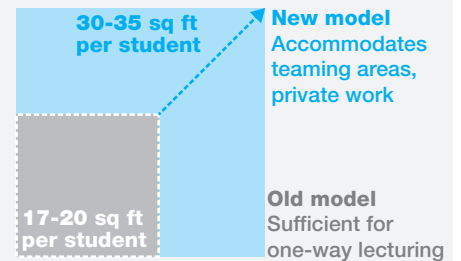 30-35 sq ft
per student
New model
Accommodates
teaming areas,
private work
17-20 sq ft
per student
Old model
Sufficient for
one-way lecturing